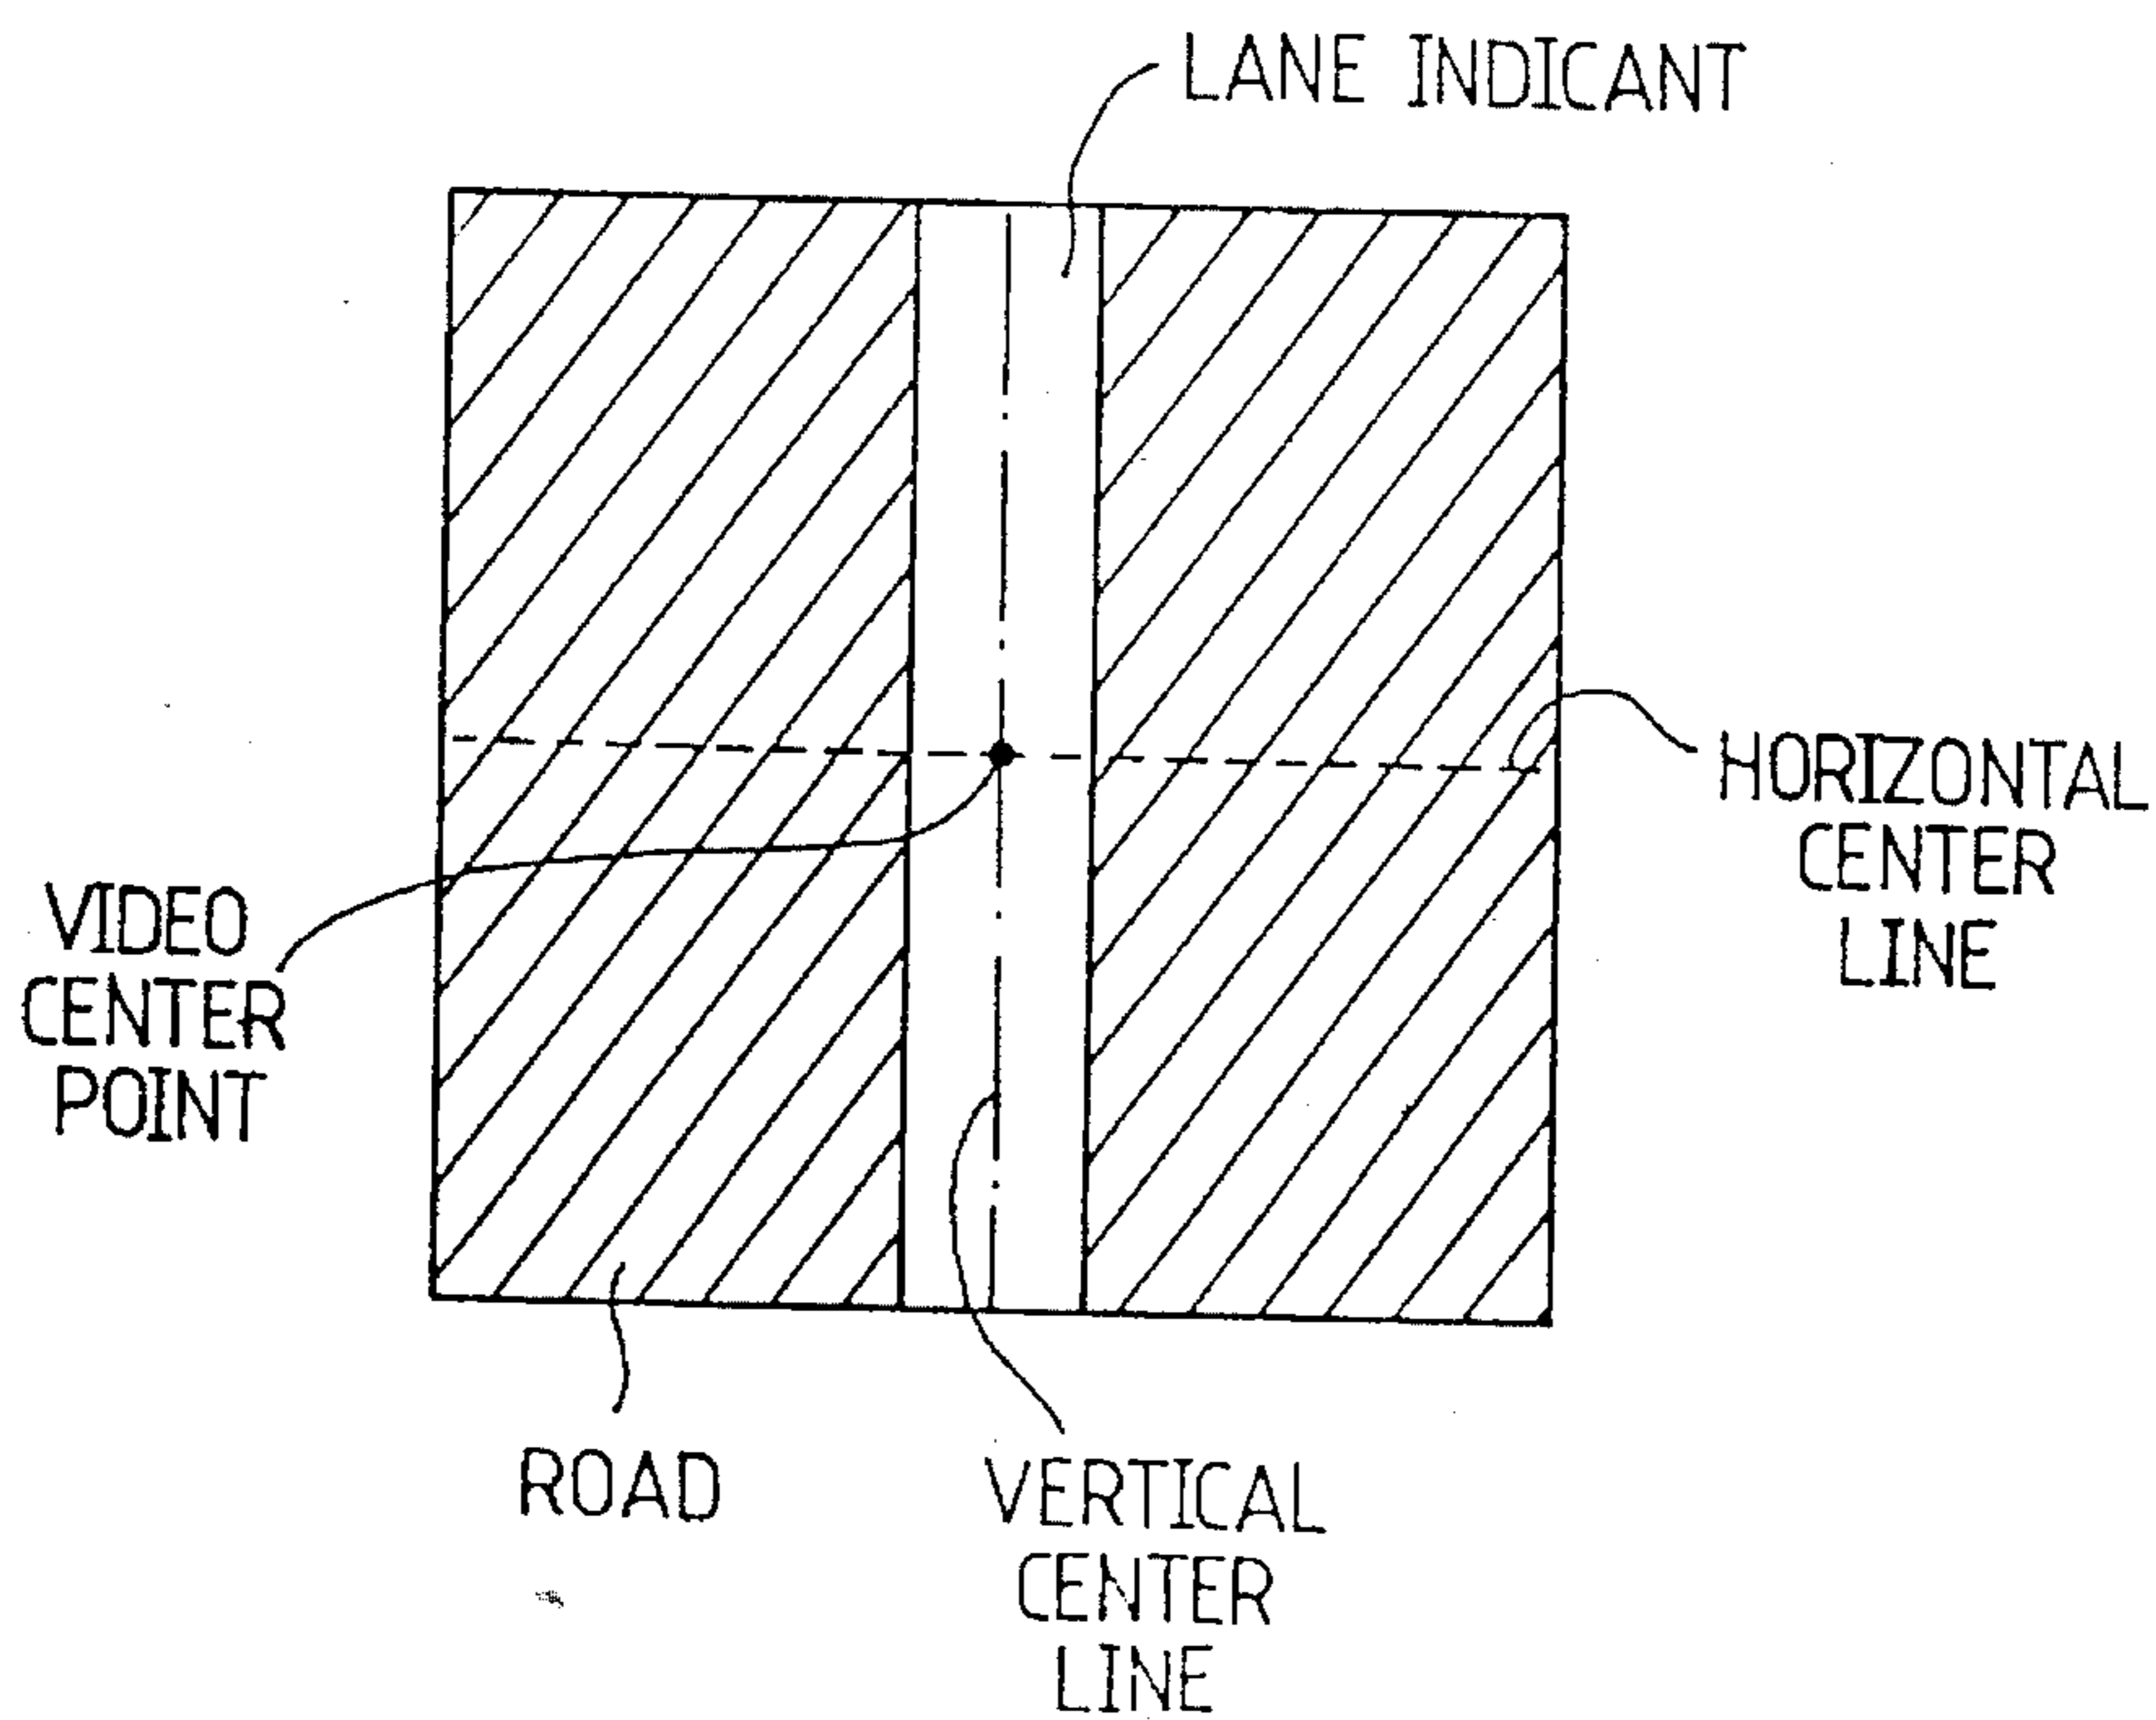 LANE INDICANT
HORIZONTAL
CENTER
LINE
VIDEO
CENTER
POINT
ROAD
VERTICAL
CENTER
LINE